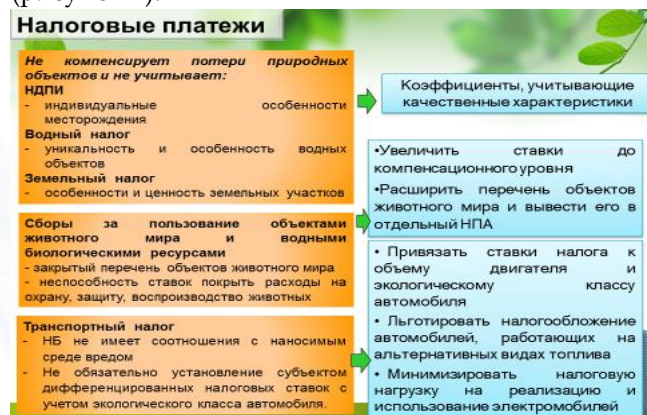 Налоговые платежи
Не компенсирует потери природных
объектов и не учитывает:
НДПИ
- индивидуальные особенности
месторождения
Водный налог
- уникальность и особенность водных
объектов
Земельный налог
- особенности и ценность земельных участков
Коэффициенты, учитывающие
качественные характеристики
Сборы за пользование объектами
животного мира и водными
биологическими ресурсами
- закрытый перечень объектов животного мира
- неспособность ставок покрыть расходы на
охрану, защиту, воспроизводство животных
•Увеличить ставки до
компенсационного уровня
•Расширить перечень объектов
животного мира и вывести его в
отдельный НПА
Транспортный налог
- НБ не имеет соотношения с наносимым
среде вредом
- Не обязательно установление субъектом
дифференцированных налоговых ставок с
учетом экологического класса автомобиля.
• Привязать ставки налога к
объему двигателя и
экологическому классу
автомобиля
• Льготировать налогообложение
автомобилей, работающих на
альтернативных видах топлива
• Минимизировать налоговую
нагрузку на реализацию и
использование электромобилей